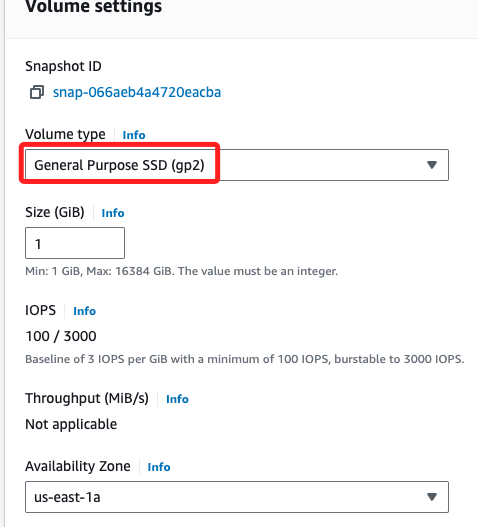 Volume settings
Snapshot ID
snap-066aeb4a4720eacba
Volume type Info
General Purpose SSD (gp2)
Size (GiB) Info
1
Min: 1 GiB, Max: 16384 GiB. The value must be an integer.
IOPS Info
100 / 3000
Baseline of 3 IOPS per GiB with a minimum of 100 IOPS, burstable to 3000 IOPS.
Throughput (MiB/s) Info
Not applicable
Availability Zone Info
us-east-1a